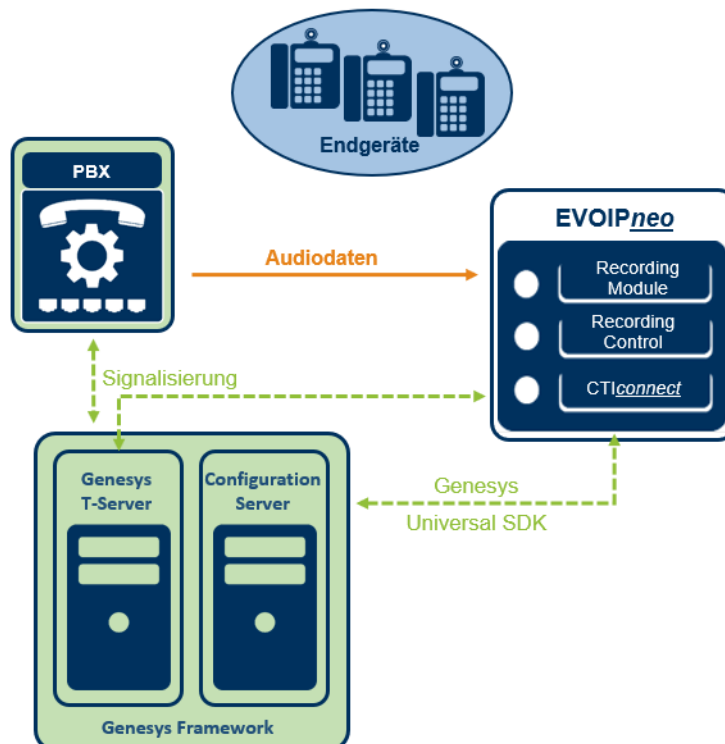 Endgeräte
PBX
EVOIPneo
Audiodaten
Recording
Module
Recording
Control
CTIconnect
Signalisierung
Genesys
T-Server
Configuration
Server
Genesys
Universal SDK
Genesys Framework